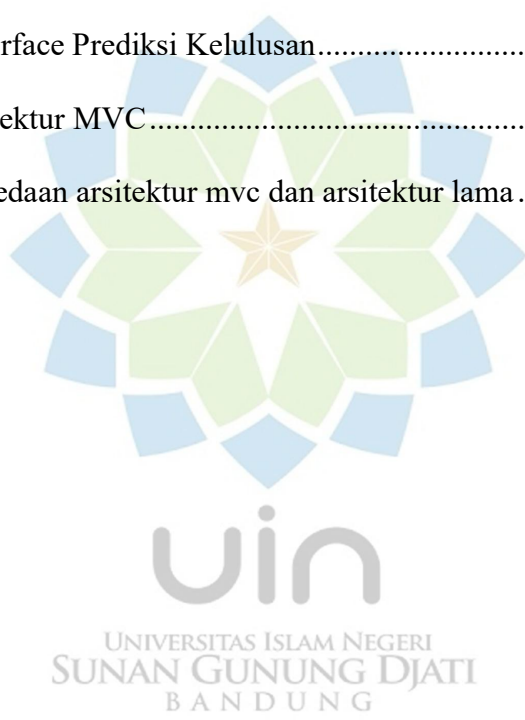 rface Prediksi Kelulusan.......................
ektur MVC............................................
edaan arsitektur mvc dan arsitektur lama.
uin
UNIVERSITAS ISLAM NEGERI
SUNAN GUNUNG DJATI
BANDUNG